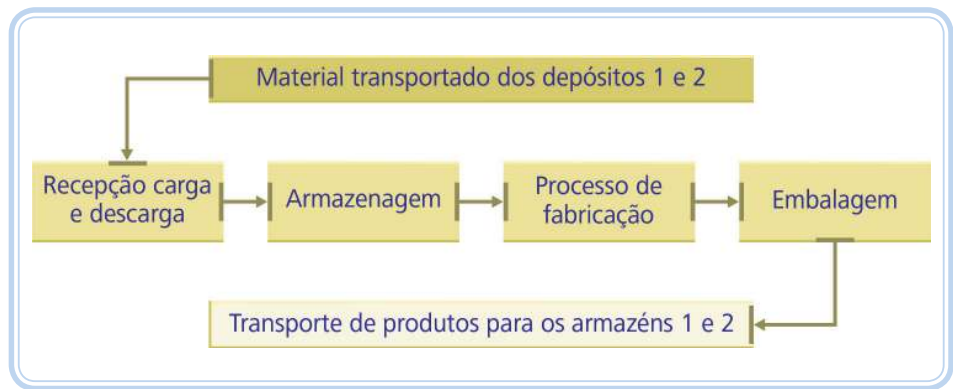 Material transportado dos depósitos 1 e 2
Recepção carga
e descarga
Armazenagem
Processo de
fabricação
Embalagem
Transporte de produtos para os armazéns 1 e 2